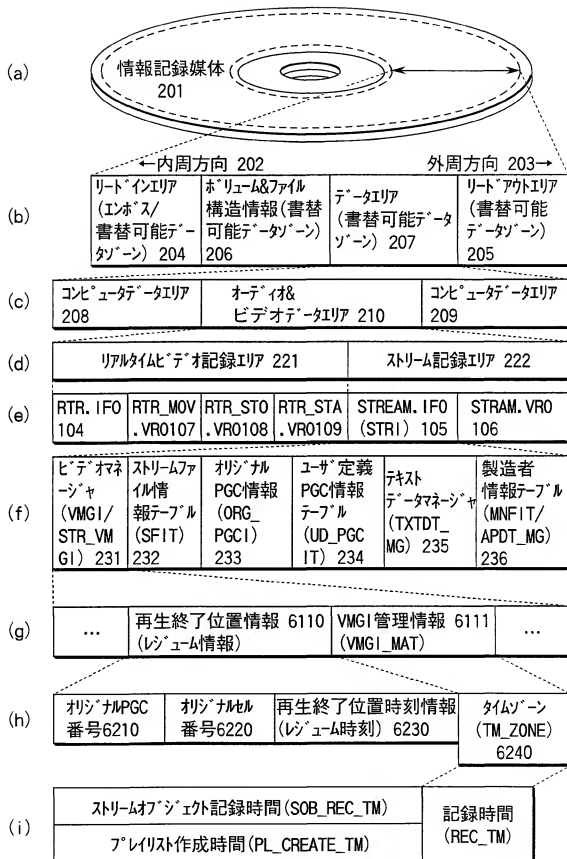 (a)
情報記録媒体
201
←内周方向 202
外周方向 203→
(b)
リードインエリア
(エンボス/
書替可能デー
タゾーン) 204
ボリューム&ファイル
構造情報(書替
可能データゾーン)
206
データエリア
(書替可能データ
ゾーン) 207
リードアウトエリア
(書替可能
データゾーン)
205
(c)
コンピュータデータエリア
208
オーディオ&
ビデオデータエリア 210
コンピュータデータエリア
209
(d)
リアルタイムビデオ記録エリア 221
ストリーム記録エリア 222
(e)
RTR.IFO
104
RTR_MOV
.VRO107
RTR_STO
.VRO108
RTR_STA
.VRO109
STREAM.IFO
(STRI) 105
STRAM.VRO
106
(f)
ビデオマネ
ージャ
(VMGI/
STR_VM
GI) 231
ストリームファ
イル情
報テーブル
(SFIT)
232
オリジナル
PGC情報
(ORG_
PGCI)
233
ユーザ定義
PGC情報
テーブル
(UD_PGC
IT) 234
テキスト
データマネージャ
(TXTDT_
MG) 235
製造者
情報テーブル
(MNFIT/
APDT_MG)
236
(g)
…
再生終了位置情報 6110
(レジューム情報)
VMGI管理情報 6111
(VMGI_MAT)
…
(h)
オリジナルPGC
番号6210
オリジナルセル
番号6220
再生終了位置時刻情報
(レジューム時刻) 6230
タイムゾーン
(TM_ZONE)
6240
(i)
ストリームオブジェクト記録時間(SOB_REC_TM)
プレイリスト作成時間(PL_CREATE_TM)
記録時間
(REC_TM)